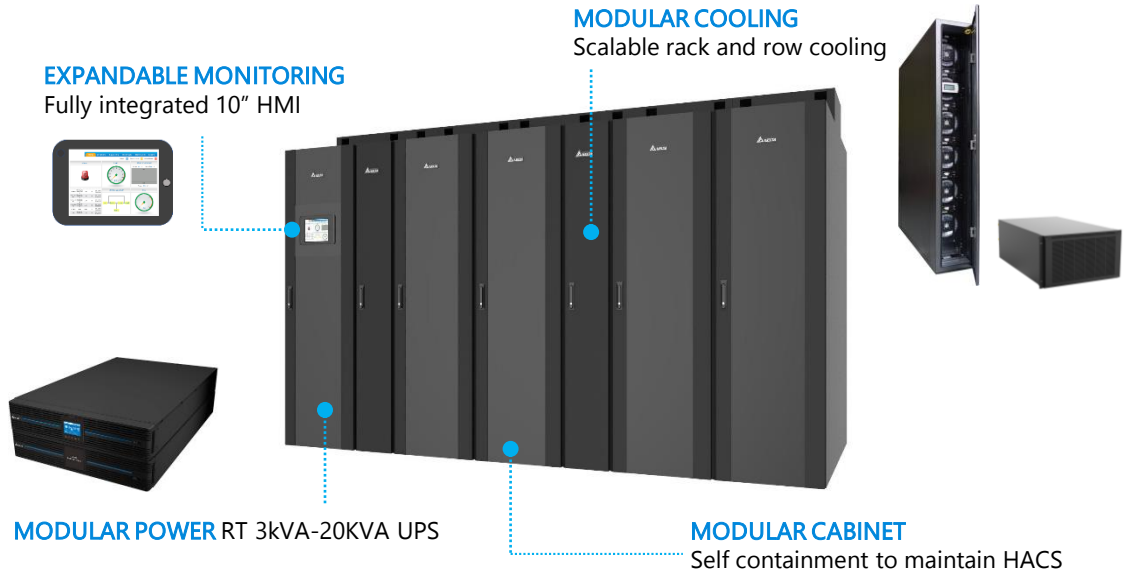 MODULAR COOLING
Scalable rack and row cooling
EXPANDABLE MONITORING
Fully integrated 10” HMI
MODULAR POWER RT 3kVA-20KVA UPS
MODULAR CABINET
Self containment to maintain HACS